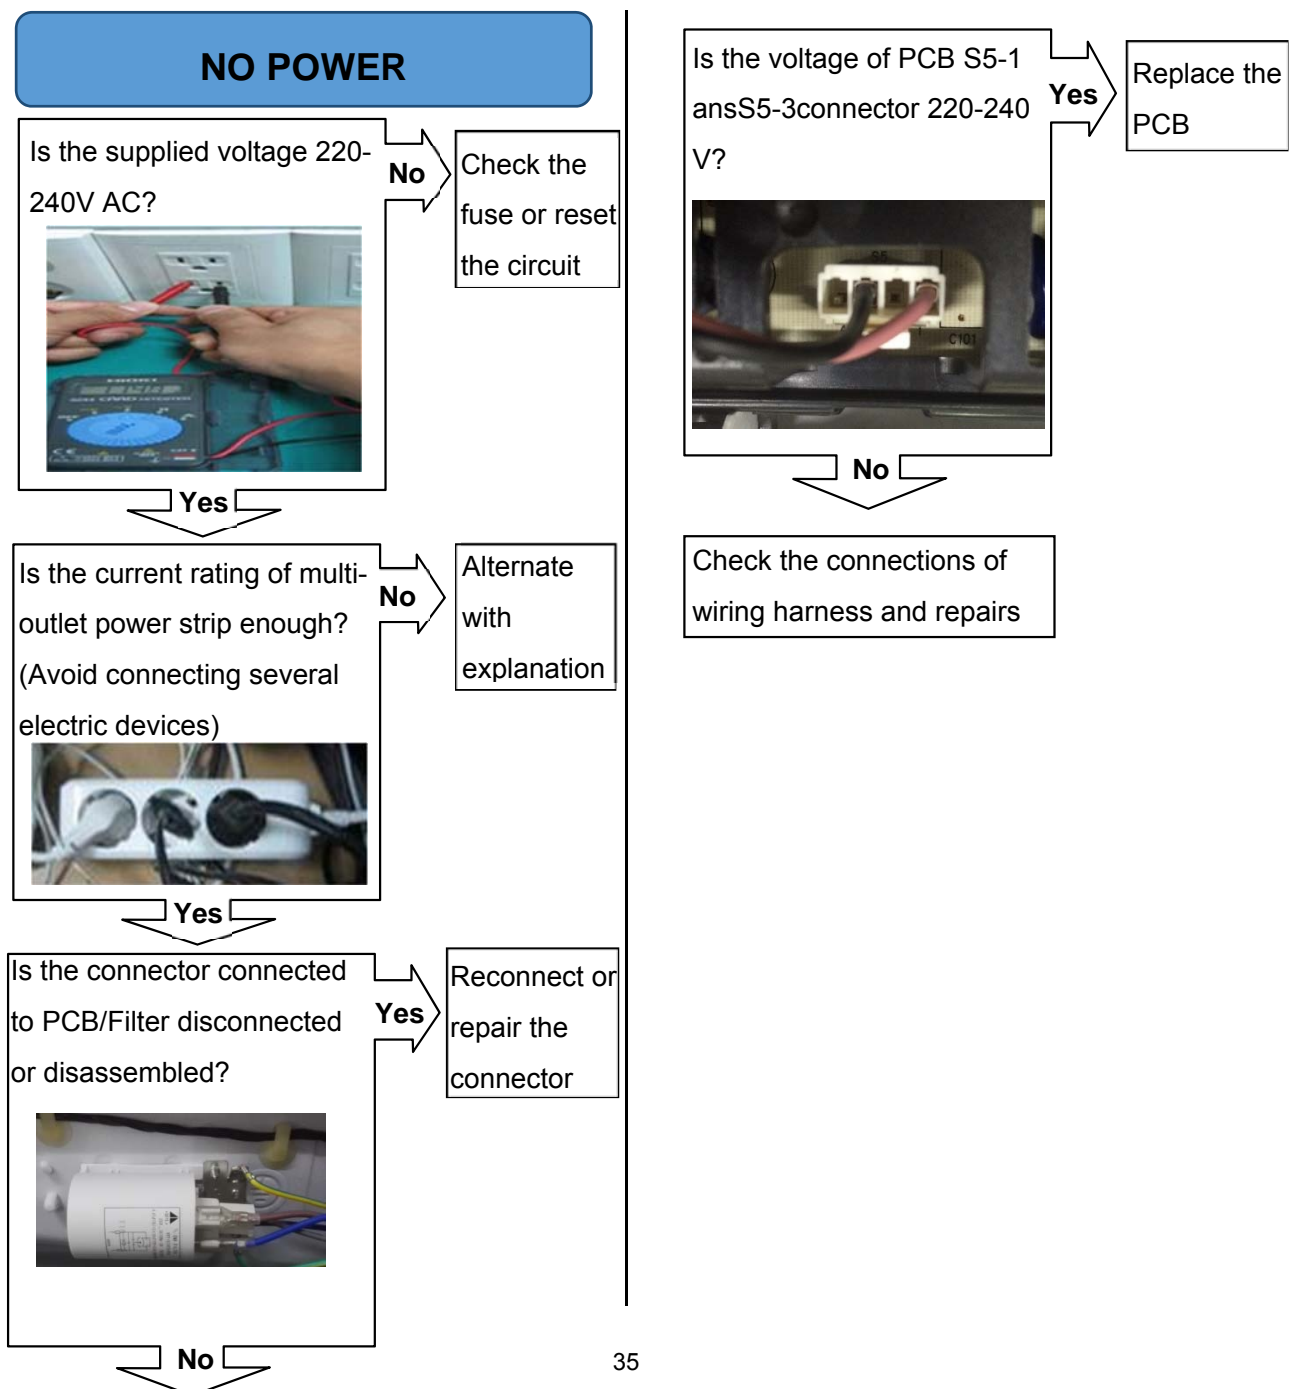 NO POWER
Is the supplied voltage 220-
240V AC?
No
Check the
fuse or reset
the circuit
Yes
Is the current rating of multi-
outlet power strip enough?
(Avoid connecting several
electric devices)
No
Alternate
with
explanation
Yes
Is the connector connected
to PCB/Filter disconnected
or disassembled?
Yes
Reconnect or
repair the
connector
No
Is the voltage of PCB S5-1
ansS5-3connector 220-240
V?
Yes
Replace the
PCB
S5
C101
No
Check the connections of
wiring harness and repairs
35